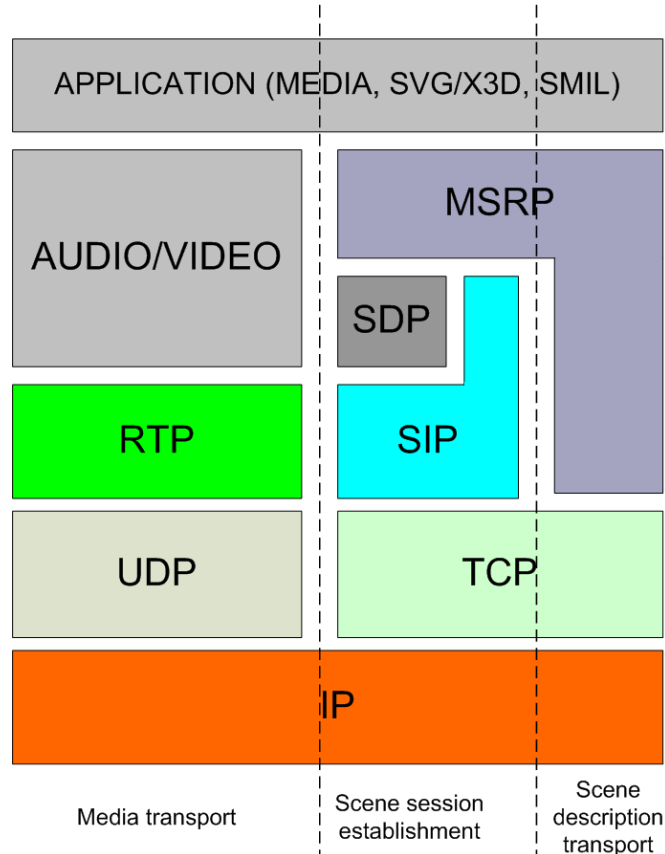 APPLICATION (MEDIA, SVG/X3D, SMIL)
AUDIO/VIDEO
MSRP
SDP
RTP
SIP
UDP
TCP
IP
Media transport
Scene session
establishment
Scene
description
transport